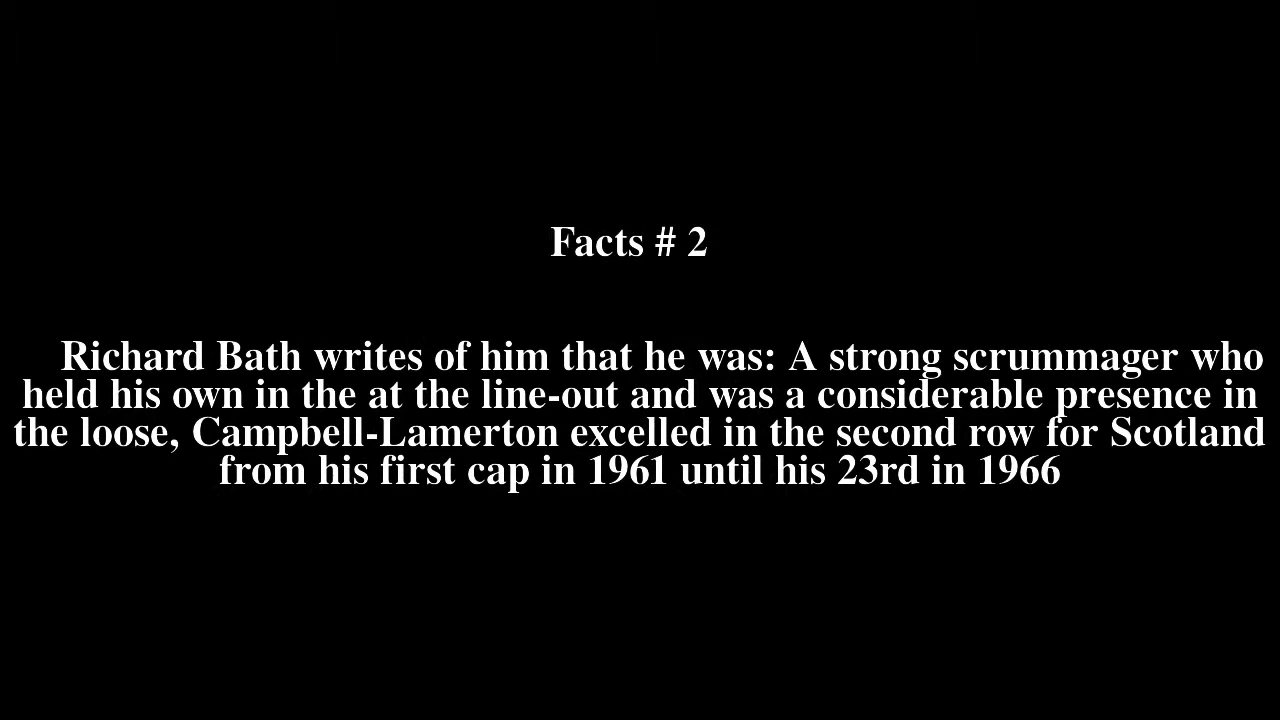 Facts # 2
Richard Bath writes of him that he was: A strong scrummager who
held his own in the at the line-out and was a considerable presence in
the loose, Campbell-Lamerton excelled in the second row for Scotland
from his first cap in 1961 until his 23rd in 1966